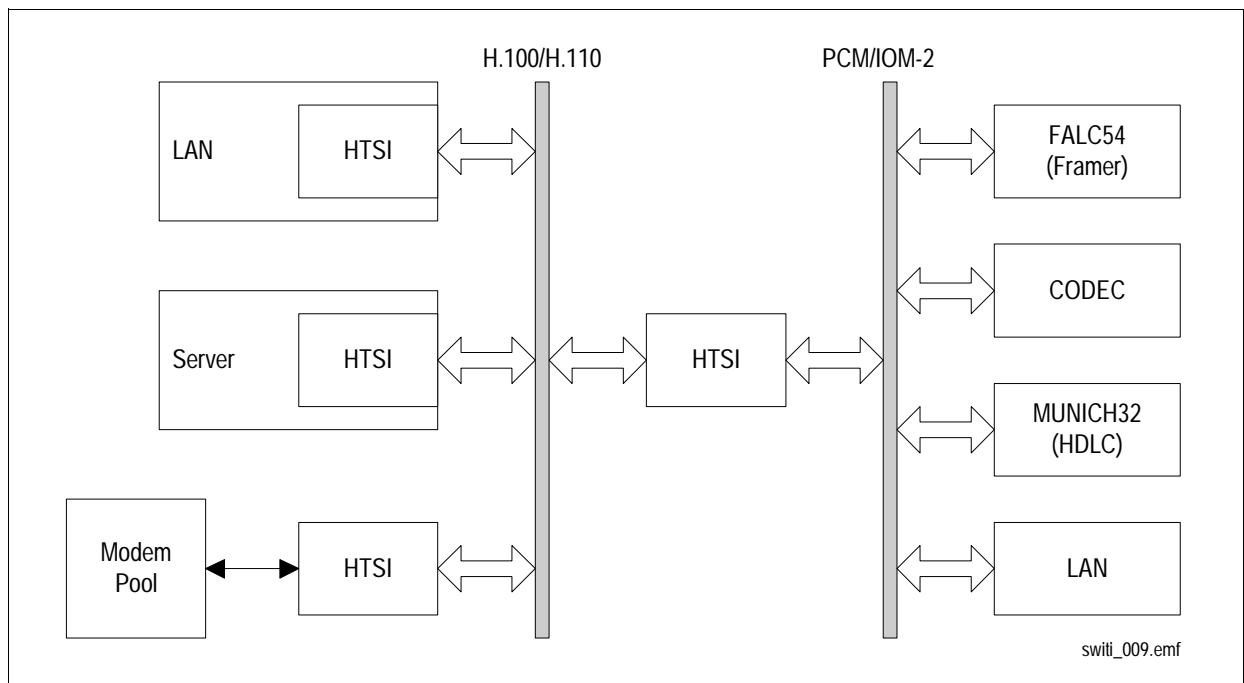 H.100/H.110
PCM/IOM-2
LAN
HTSI
FALC54
(Framer)
CODEC
Server
HTSI
HTSI
MUNICH32
(HDLC)
Modem
Pool
HTSI
LAN
switi_009.emf